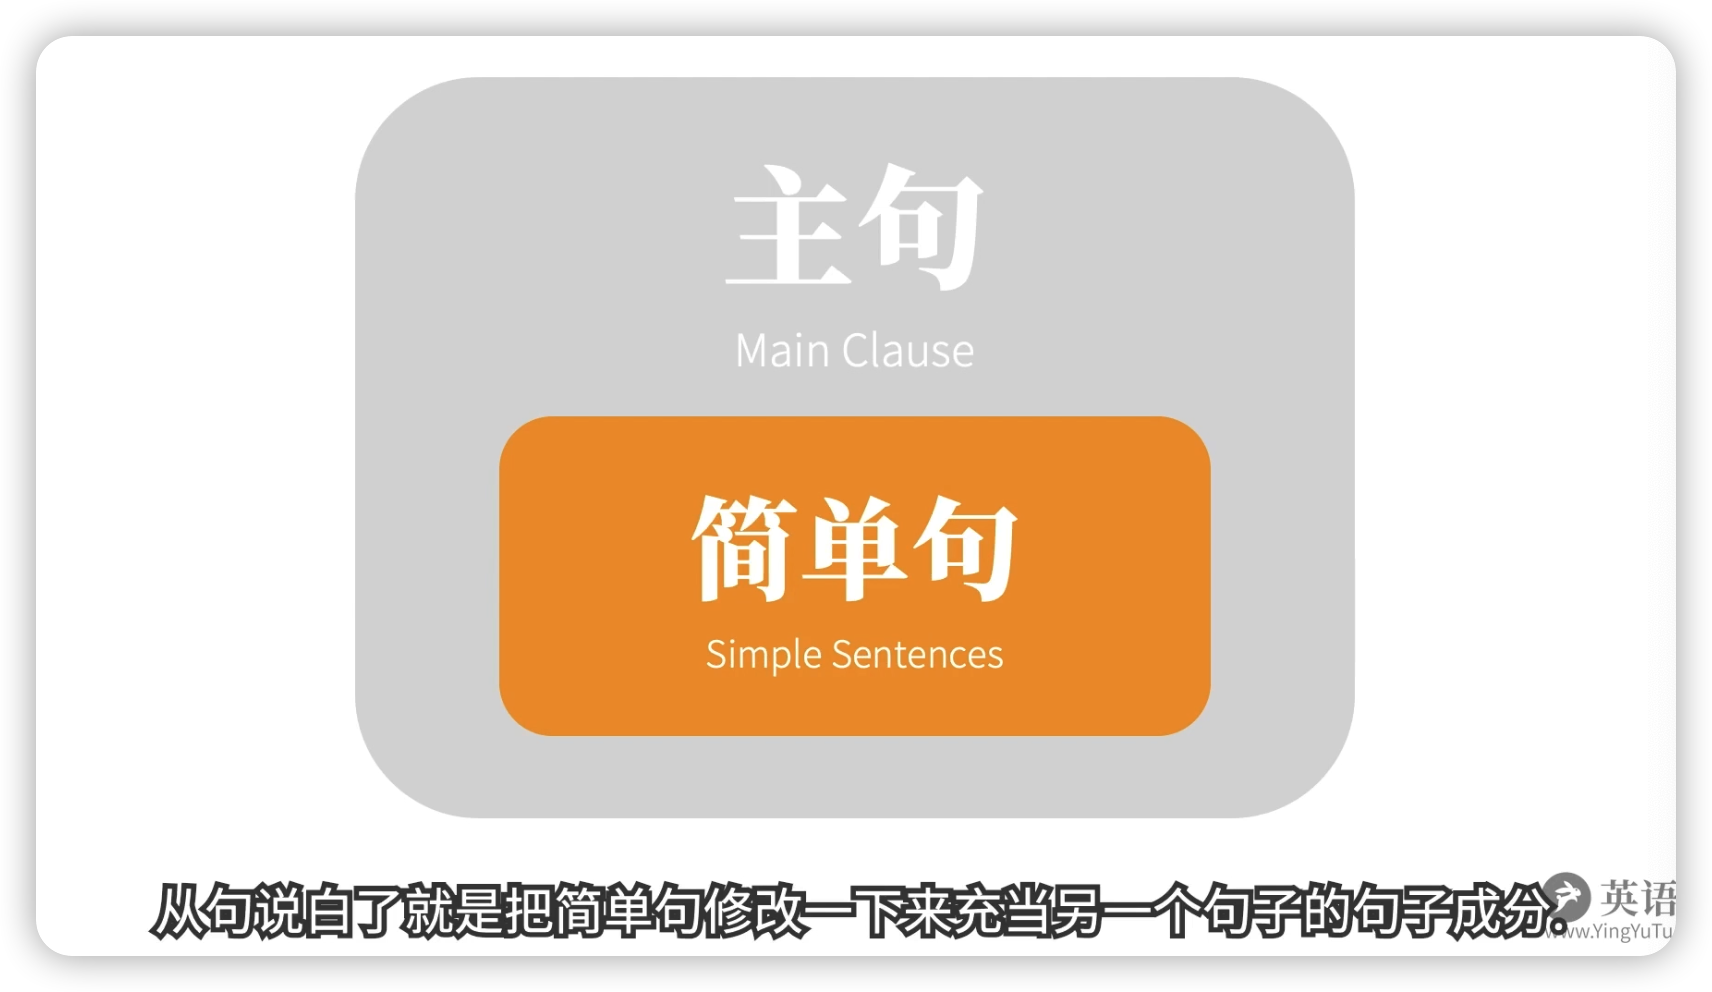 主句
Main Clause
简单句
Simple Sentences
从句说白了就是把简单句修改一下来充当另一个句子的句子成分。
英语
www.YingYuTu